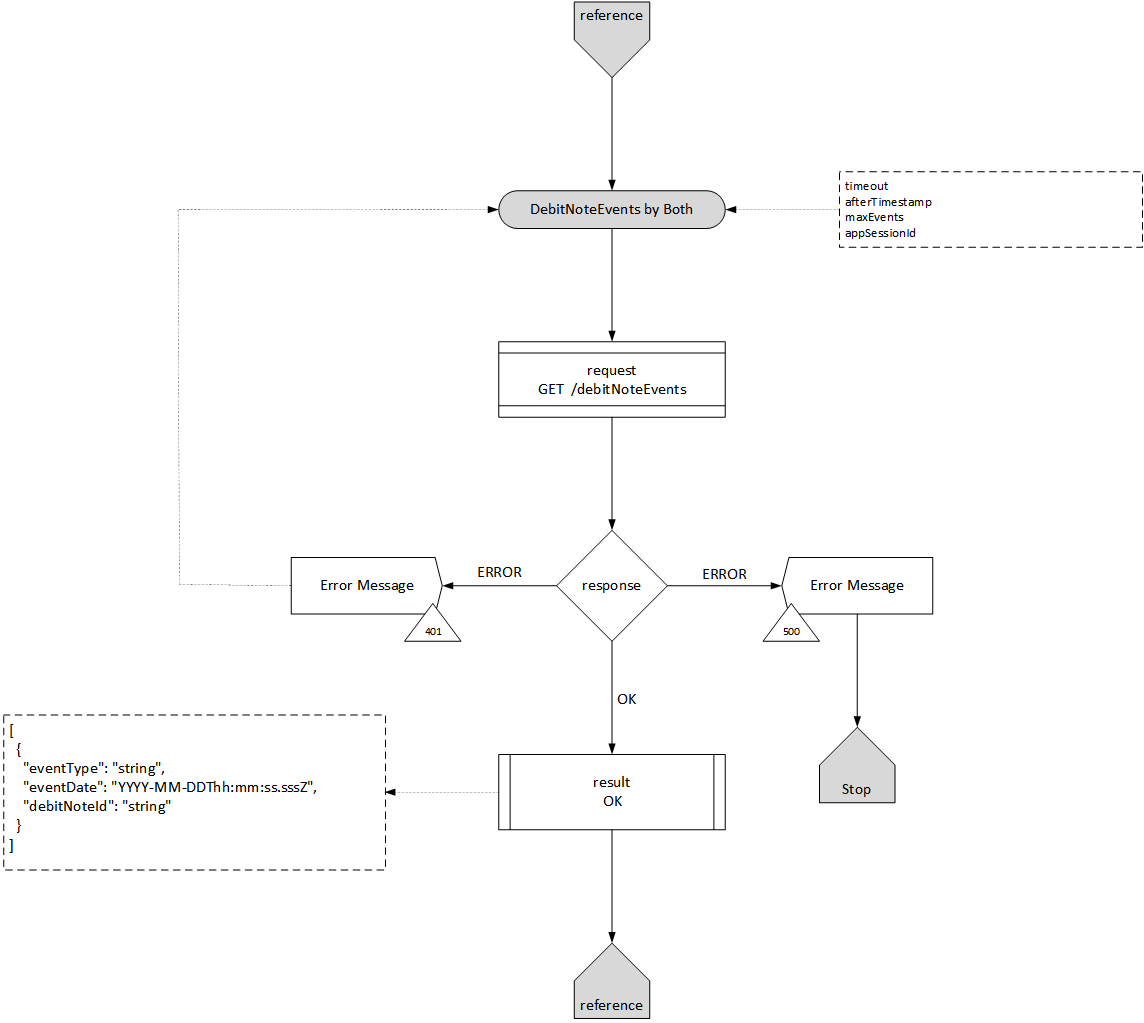 reference
DebitNoteEvents by Both
timeout
afterTimestamp
maxEvents
appSessionId
request
GET /debitNoteEvents
ERROR
response
ERROR
Error Message
401
Error Message
500
OK
[
{
"eventType": "string",
"eventDate": "YYYY-MM-DDThh:mm:ss.sssZ",
"debitNoteId": "string"
}
]
result
OK
Stop
reference